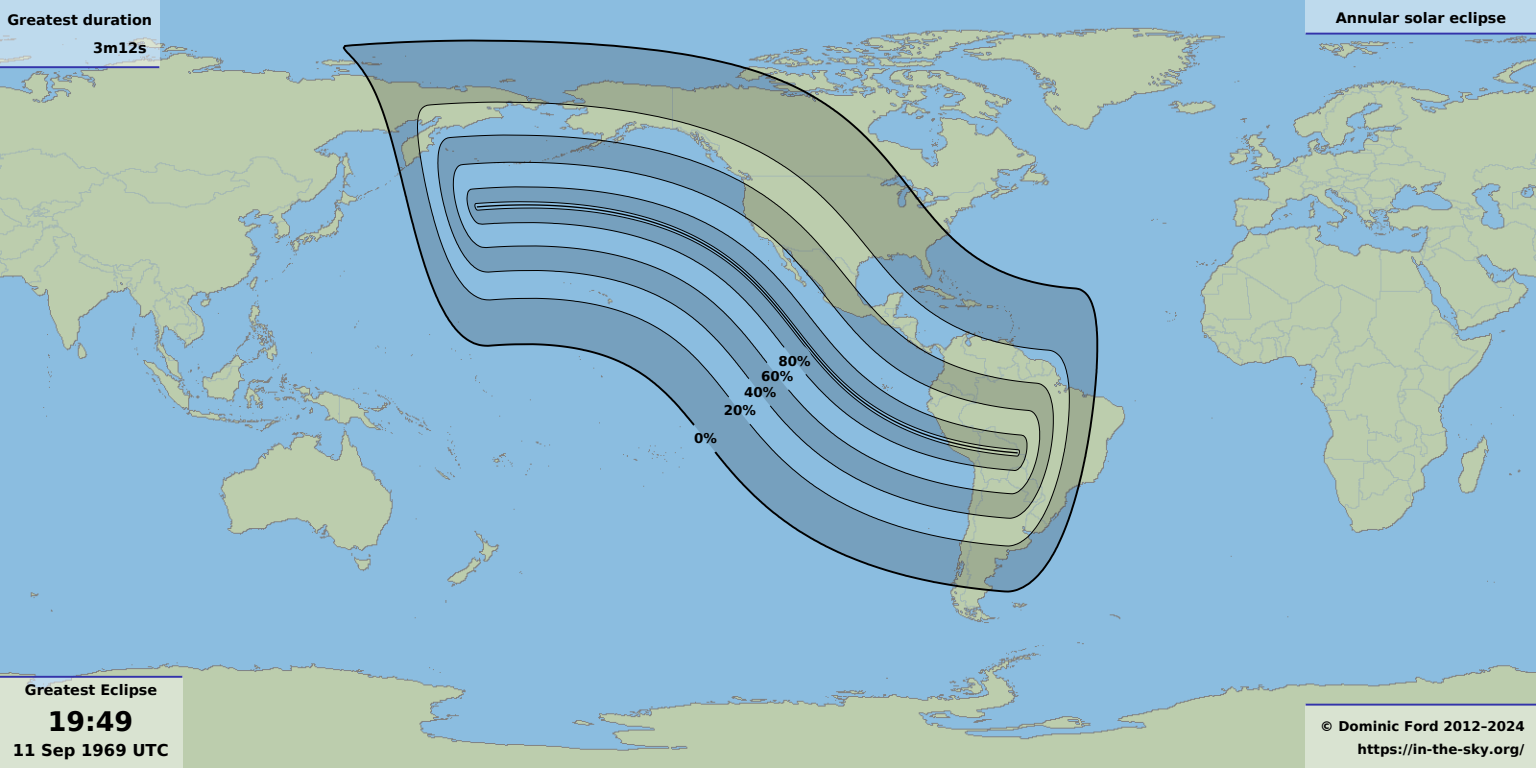 Greatest duration
3m12s
Annular solar eclipse
80%
60%
40%
20%
0%
Greatest Eclipse
19:49
11 Sep 1969 UTC
© Dominic Ford 2012–2024
https://in-the-sky.org/